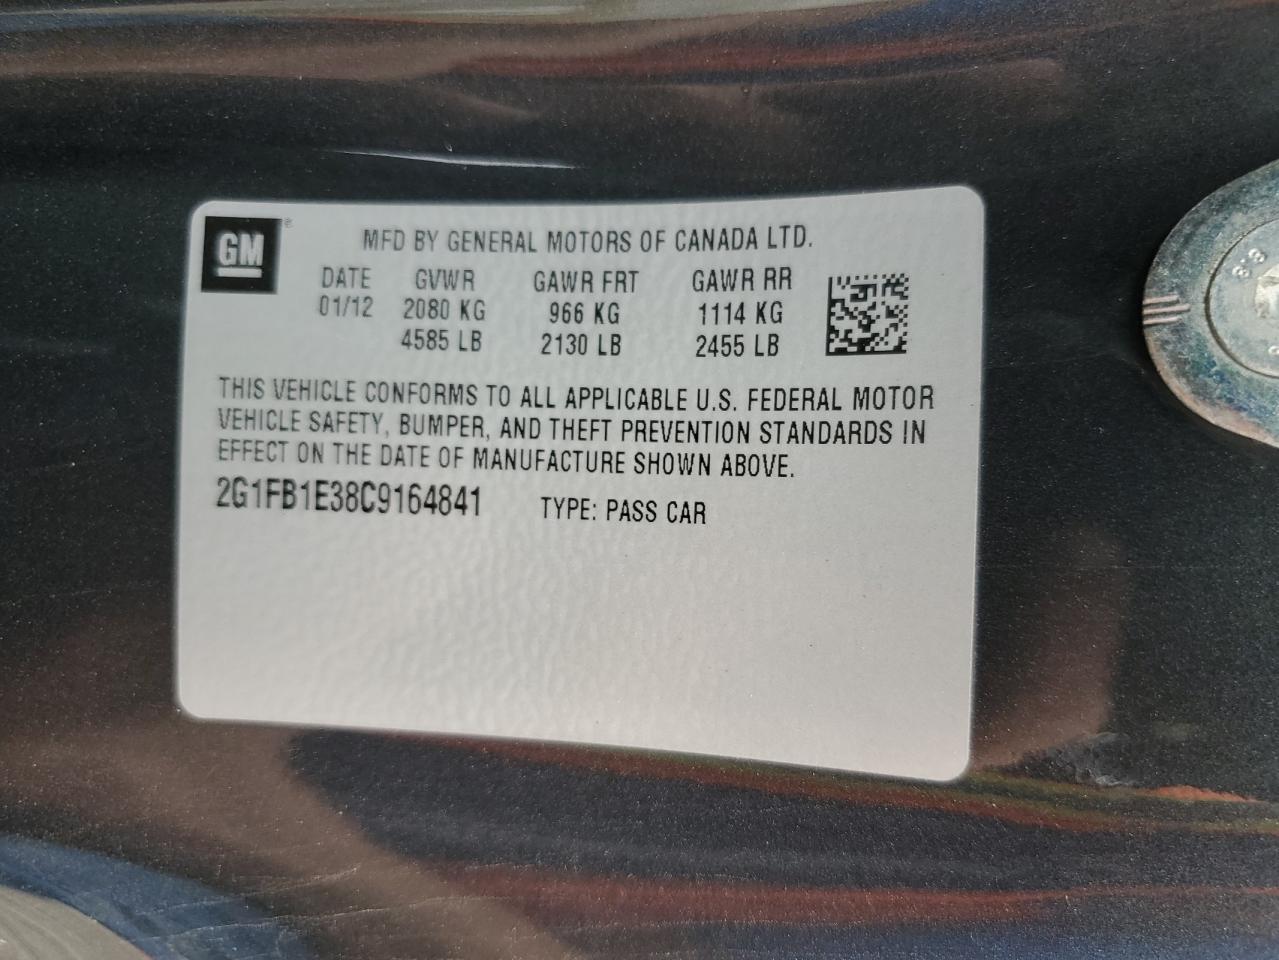 GM ®
MFD BY GENERAL MOTORS OF CANADA LTD.
DATE GVWR GAWR FRT GAWR RR
01/12 2080 KG 966 KG 1114 KG
4585 LB 2130 LB 2455 LB
THIS VEHICLE CONFORMS TO ALL APPLICABLE U.S. FEDERAL MOTOR
VEHICLE SAFETY, BUMPER, AND THEFT PREVENTION STANDARDS IN
EFFECT ON THE DATE OF MANUFACTURE SHOWN ABOVE.
2G1FB1E38C9164841 TYPE: PASS CAR
8.8